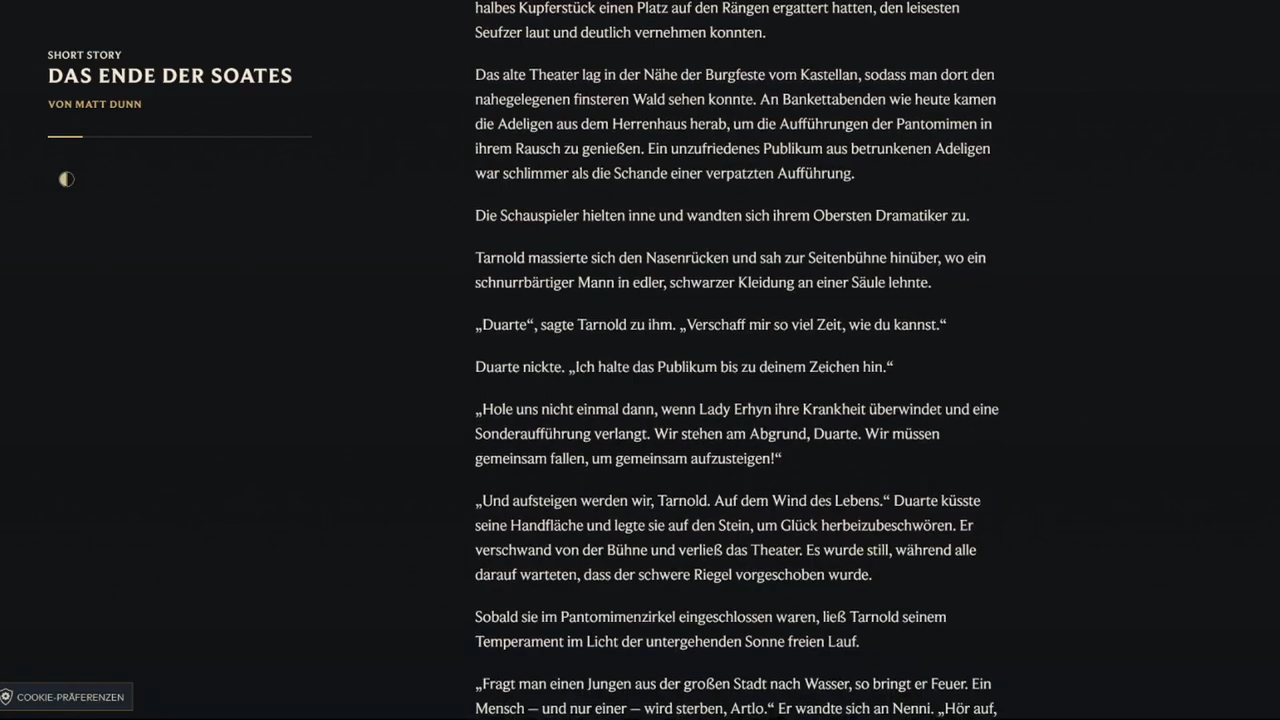 SHORT STORY
DAS ENDE DER SOATES
VON MATT DUNN
halbes Kupferstück einen Platz auf den Rängen ergattert hatten, den leisesten
Seufzer laut und deutlich vernehmen konnten.
Das alte Theater lag in der Nähe der Burgfeste vom Kastellan, sodass man dort den
nahegelegenen finsteren Wald sehen konnte. An Bankettabenden wie heute kamen
die Adeligen aus dem Herrenhaus herab, um die Aufführungen der Pantomimen in
ihrem Rausch zu genießen. Ein unzufriedenes Publikum aus betrunkenen Adeligen
war schlimmer als die Schande einer verpatzten Aufführung.
Die Schauspieler hielten inne und wandten sich ihrem Obersten Dramatiker zu.
Tarnold massierte sich den Nasenrücken und sah zur Seitenbühne hinüber, wo ein
schnurrbärtiger Mann in edler, schwarzer Kleidung an einer Säule lehnte.
„Duarte“, sagte Tarnold zu ihm. „Verschaff mir so viel Zeit, wie du kannst.“
Duarte nickte. „Ich halte das Publikum bis zu deinem Zeichen hin.“
„Hole uns nicht einmal dann, wenn Lady Erhyn ihre Krankheit überwindet und eine
Sonderaufführung verlangt. Wir stehen am Abgrund, Duarte. Wir müssen
gemeinsam fallen, um gemeinsam aufzusteigen!“
„Und aufsteigen werden wir, Tarnold. Auf dem Wind des Lebens.“ Duarte küsste
seine Handfläche und legte sie auf den Stein, um Glück herbeizubeschwören. Er
verschwand von der Bühne und verließ das Theater. Es wurde still, während alle
darauf warteten, dass der schwere Riegel vorgeschoben wurde.
Sobald sie im Pantomimenzirkel eingeschlossen waren, ließ Tarnold seinem
Temperament im Licht der untergehenden Sonne freien Lauf.
„Fragt man einen Jungen aus der großen Stadt nach Wasser, so bringt er Feuer. Ein
Mensch – und nur einer – wird sterben, Artlo.“ Er wandte sich an Nenni. „Hör auf,
COOKIE-PRÄFERENZEN